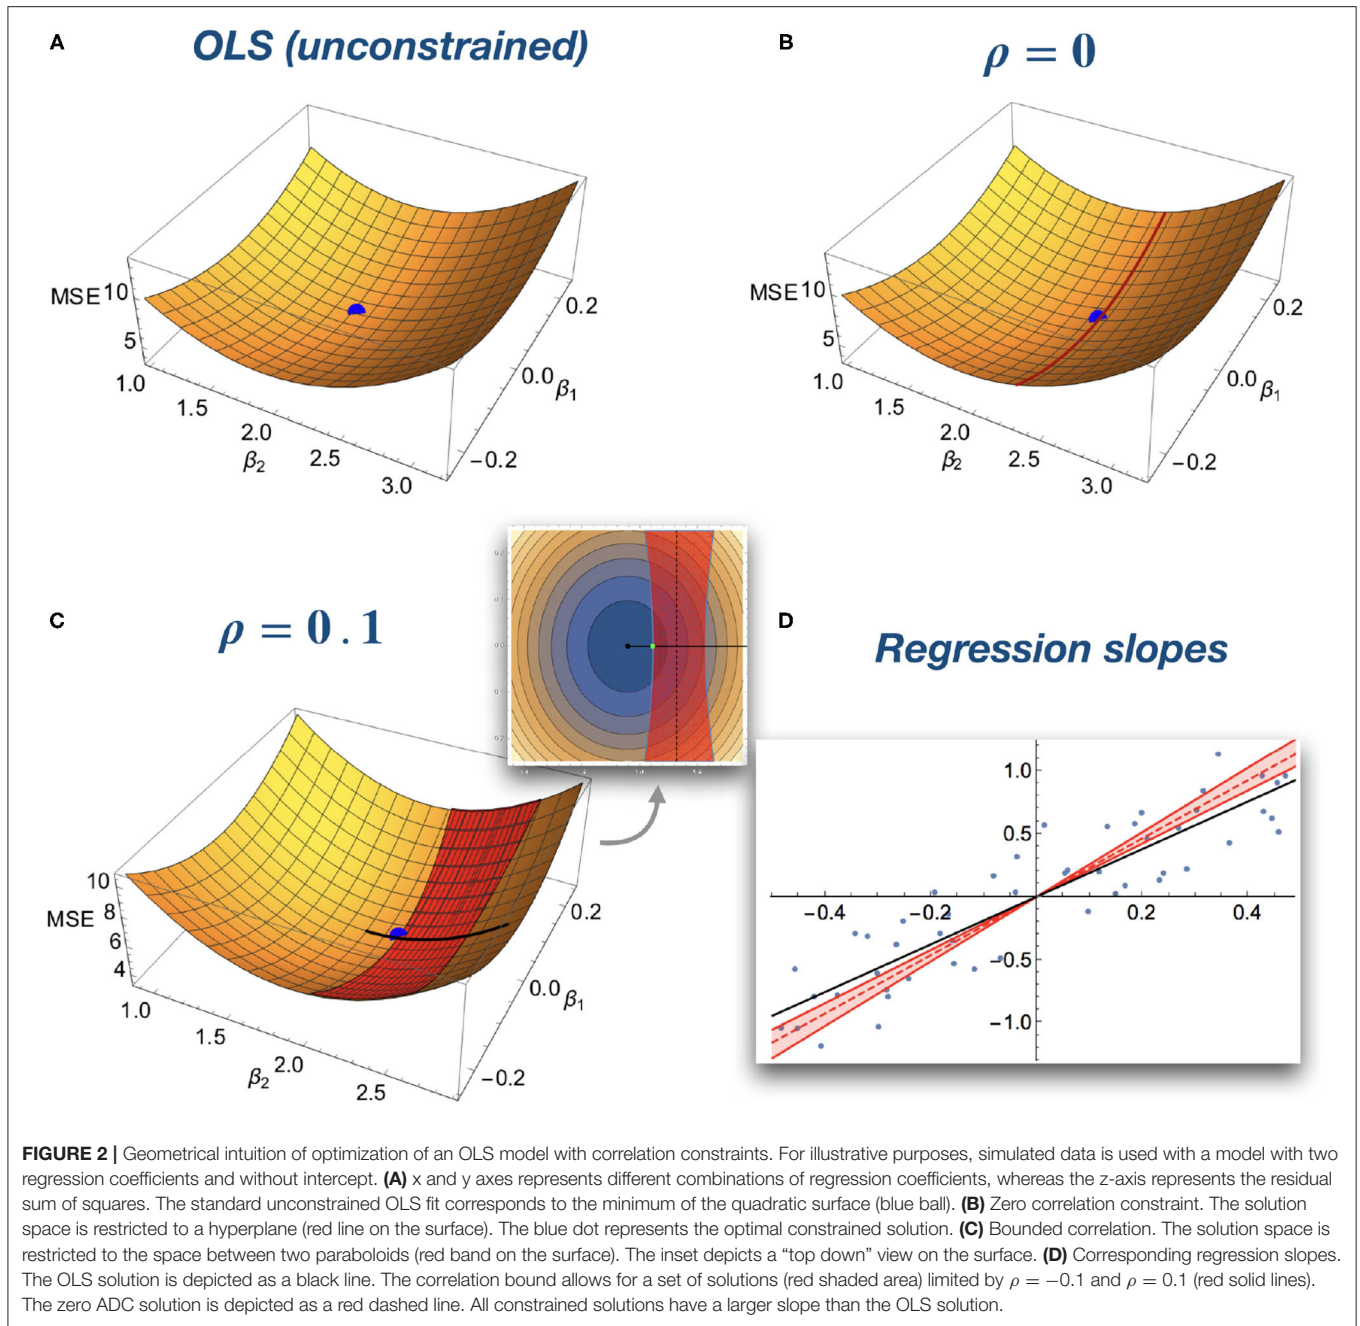 A
OLS (unconstrained)
MSE
10
5
1.0
1.5
2.0
2.5
3.0
β2
0.2
0.0
−0.2
β1
B
ρ = 0
MSE
10
5
1.0
1.5
2.0
2.5
3.0
β2
0.2
0.0
−0.2
β1
C
ρ = 0.1
MSE
10
8
6
4
1.0
1.5
2.0
2.5
β2
0.2
0.0
−0.2
β1
D
Regression slopes
1.0
0.5
−0.4
−0.2
0.2
0.4
−0.5
−1.0
FIGURE 2 | Geometrical intuition of optimization of an OLS model with correlation constraints. For illustrative purposes, simulated data is used with a model with two
regression coefficients and without intercept. (A) x and y axes represents different combinations of regression coefficients, whereas the z-axis represents the residual
sum of squares. The standard unconstrained OLS fit corresponds to the minimum of the quadratic surface (blue ball). (B) Zero correlation constraint. The solution
space is restricted to a hyperplane (red line on the surface). The blue dot represents the optimal constrained solution. (C) Bounded correlation. The solution space is
restricted to the space between two paraboloids (red band on the surface). The inset depicts a “top down” view on the surface. (D) Corresponding regression slopes.
The OLS solution is depicted as a black line. The correlation bound allows for a set of solutions (red shaded area) limited by ρ = −0.1 and ρ = 0.1 (red solid lines).
The zero ADC solution is depicted as a red dashed line. All constrained solutions have a larger slope than the OLS solution.